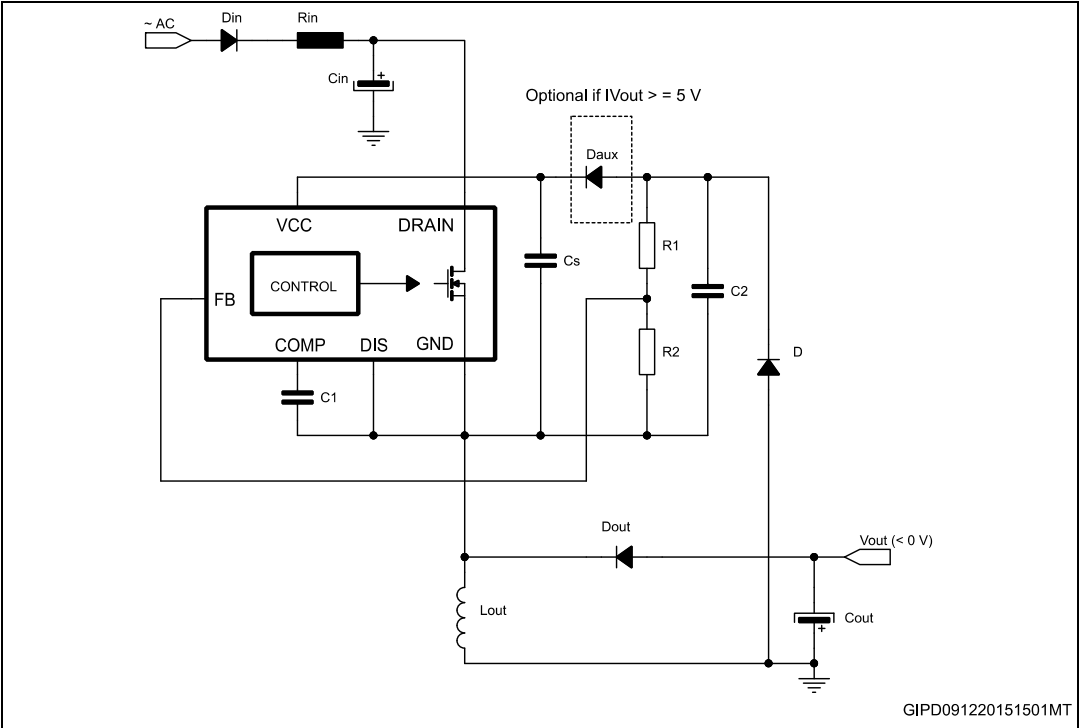 ~ AC
Din
Rin
Cin
+
Optional if IVout > = 5 V
Daux
VCC
DRAIN
R1
Cs
CONTROL
C2
FB
COMP
DIS
GND
R2
D
C1
Dout
Vout (< 0 V)
Lout
Cout
+
GIPD091220151501MT